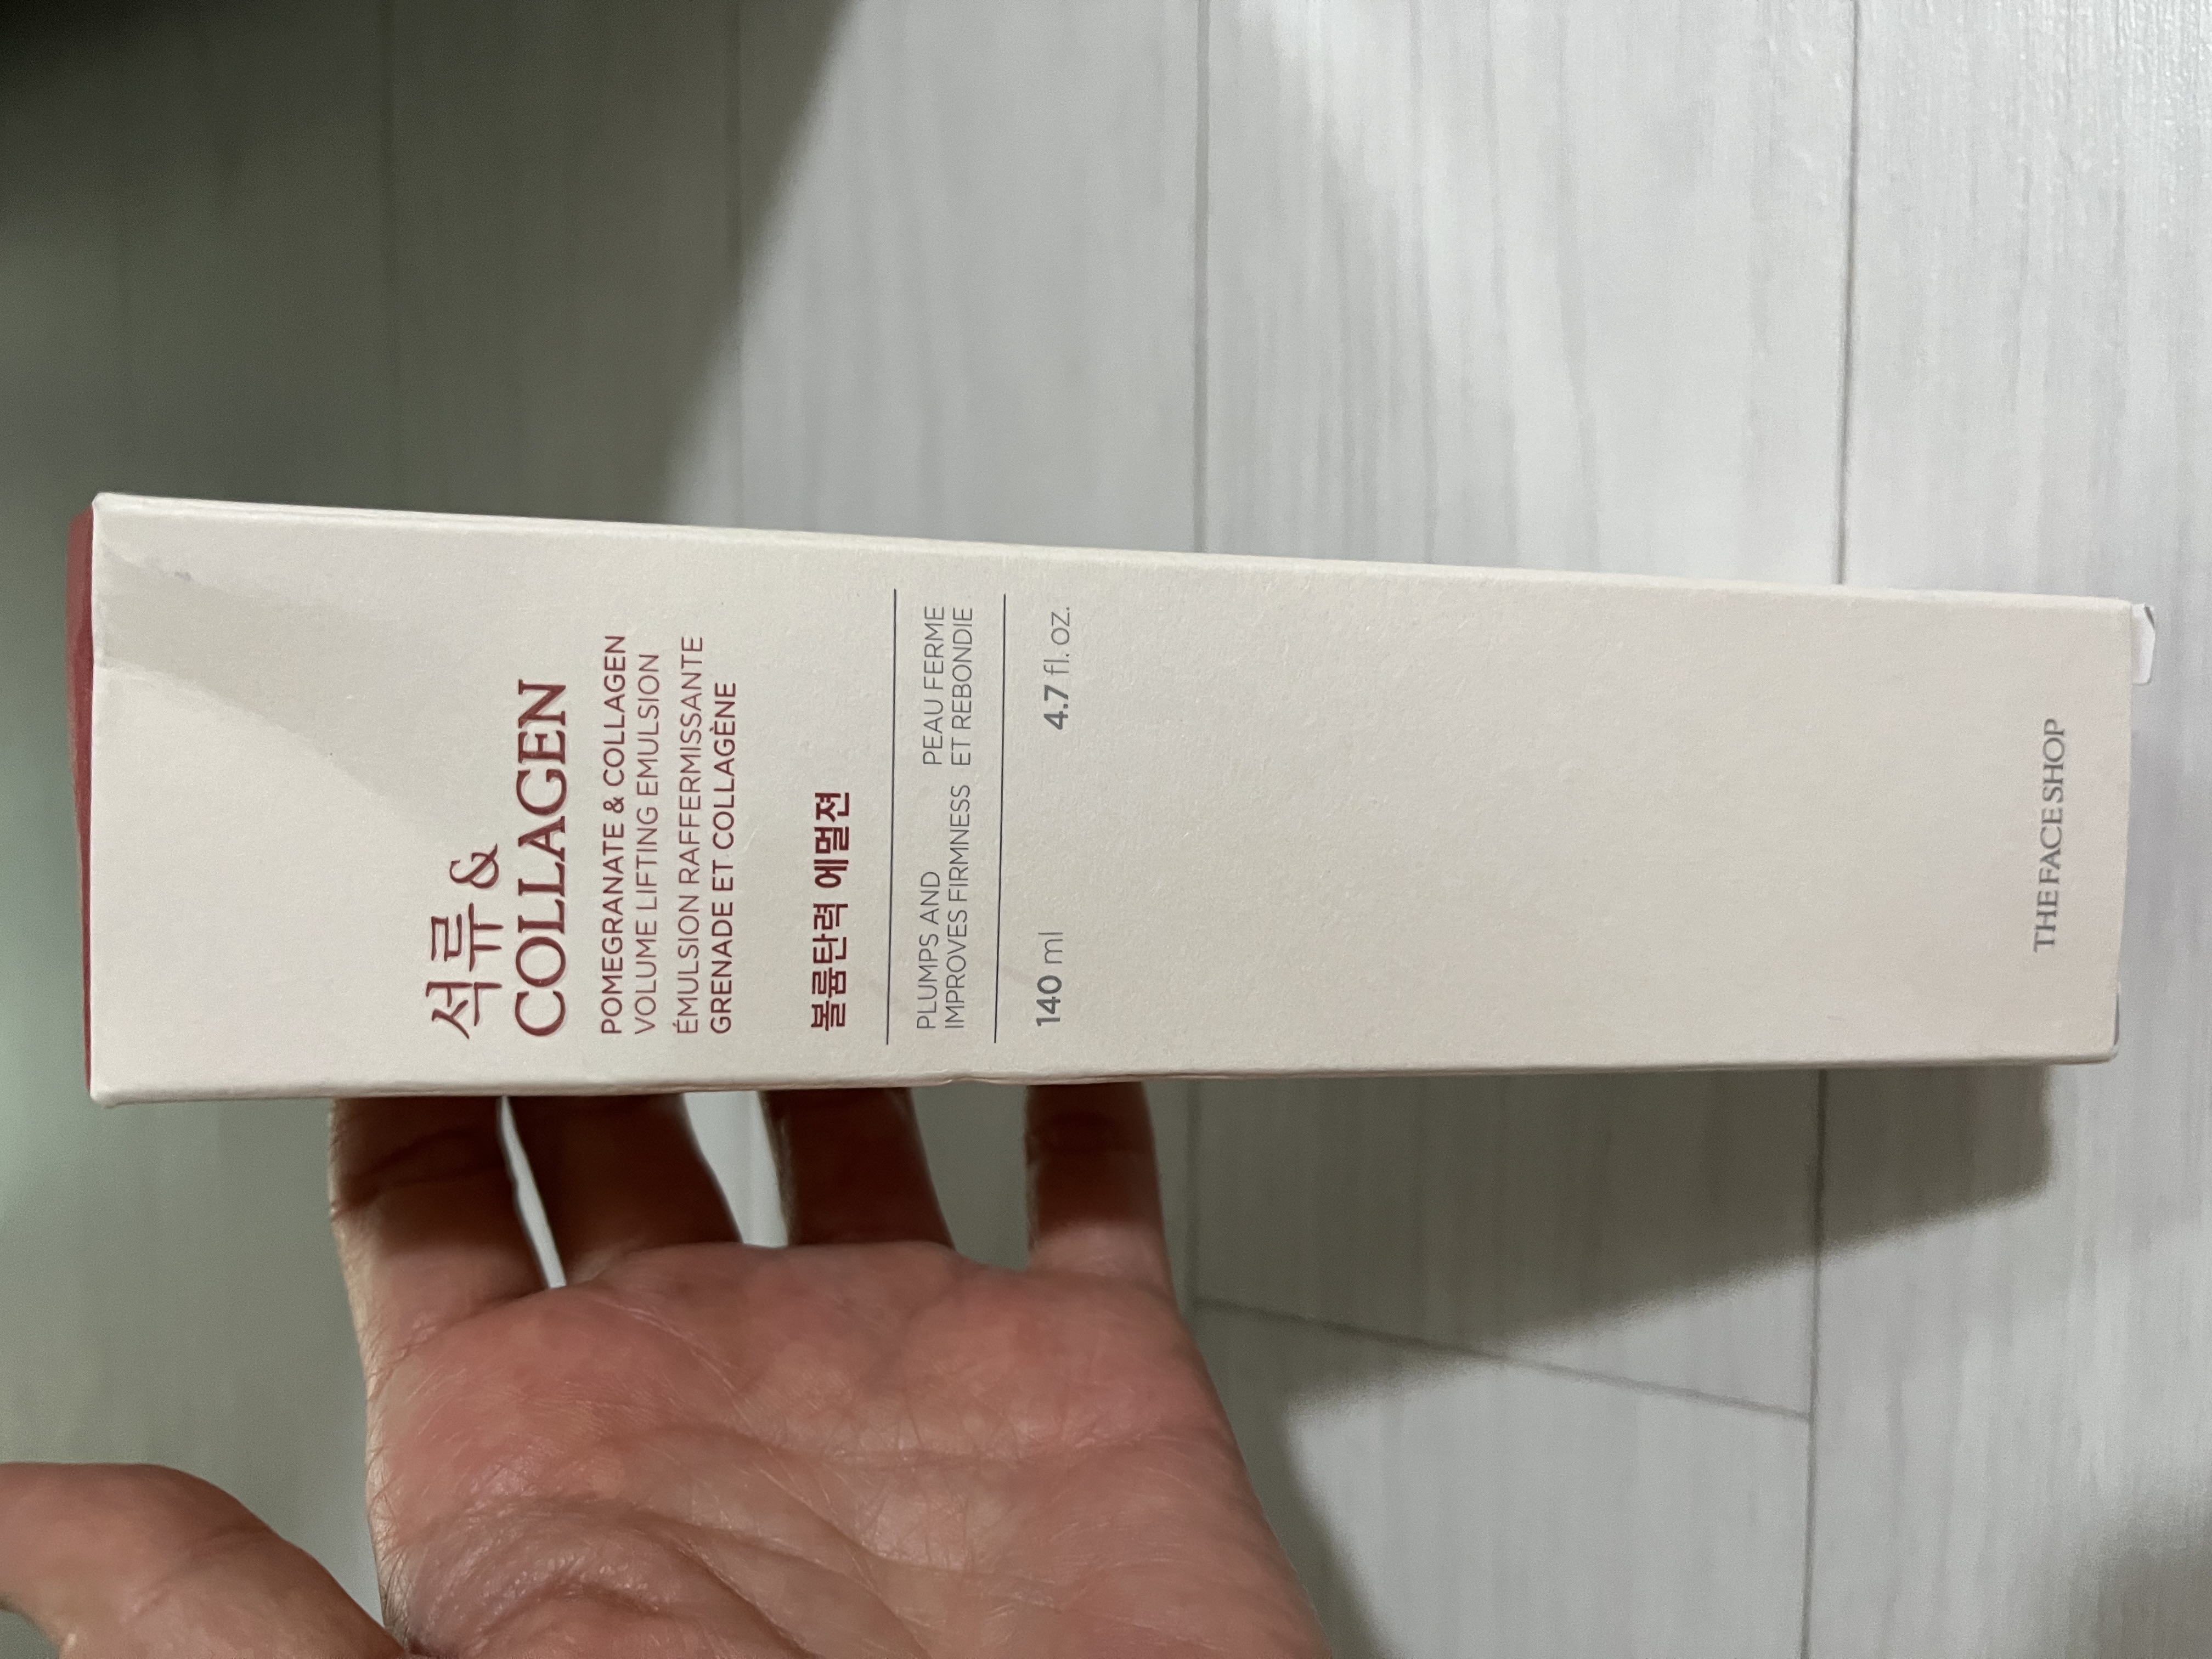 석류 &
COLLAGEN
POMEGRANATE & COLLAGEN
VOLUME LIFTING EMULSION
ÉMULSION RAFFERMISSANTE
GRENADE ET COLLAGÈNE
볼륨탄력 에멀젼
PLUMPS AND
IMPROVES FIRMNESS
PEAU FERME
ET REBONDIE
140 ml 4.7 fl. oz.
THE FACE SHOP